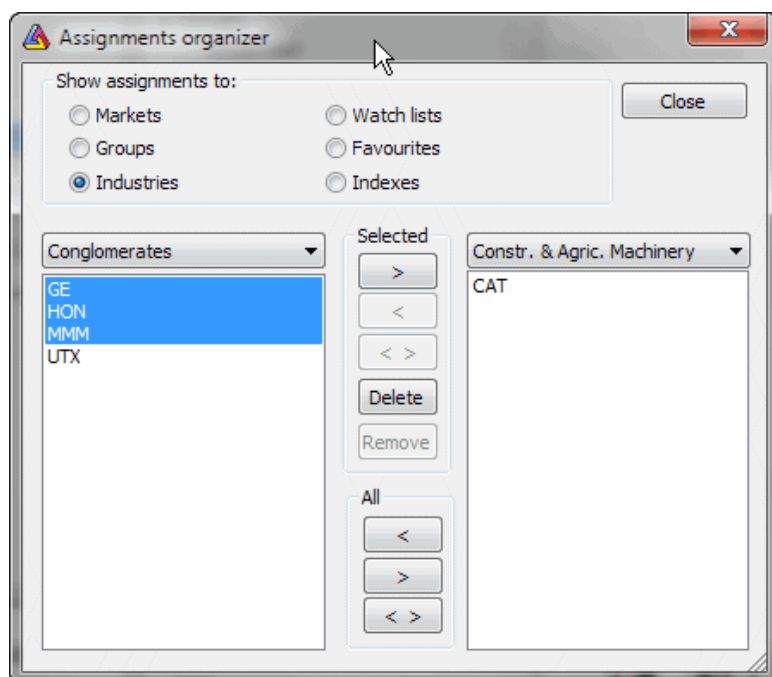 Assignments organizer
Show assignments to:
Markets
Watch lists
Close
Groups
Favourites
Industries
Indexes
Conglomerates
Selected
Constr. & Agric. Machinery
GE
HON
MMM
UTX
>
<
< >
Delete
Remove
CAT
All
<
>
< >